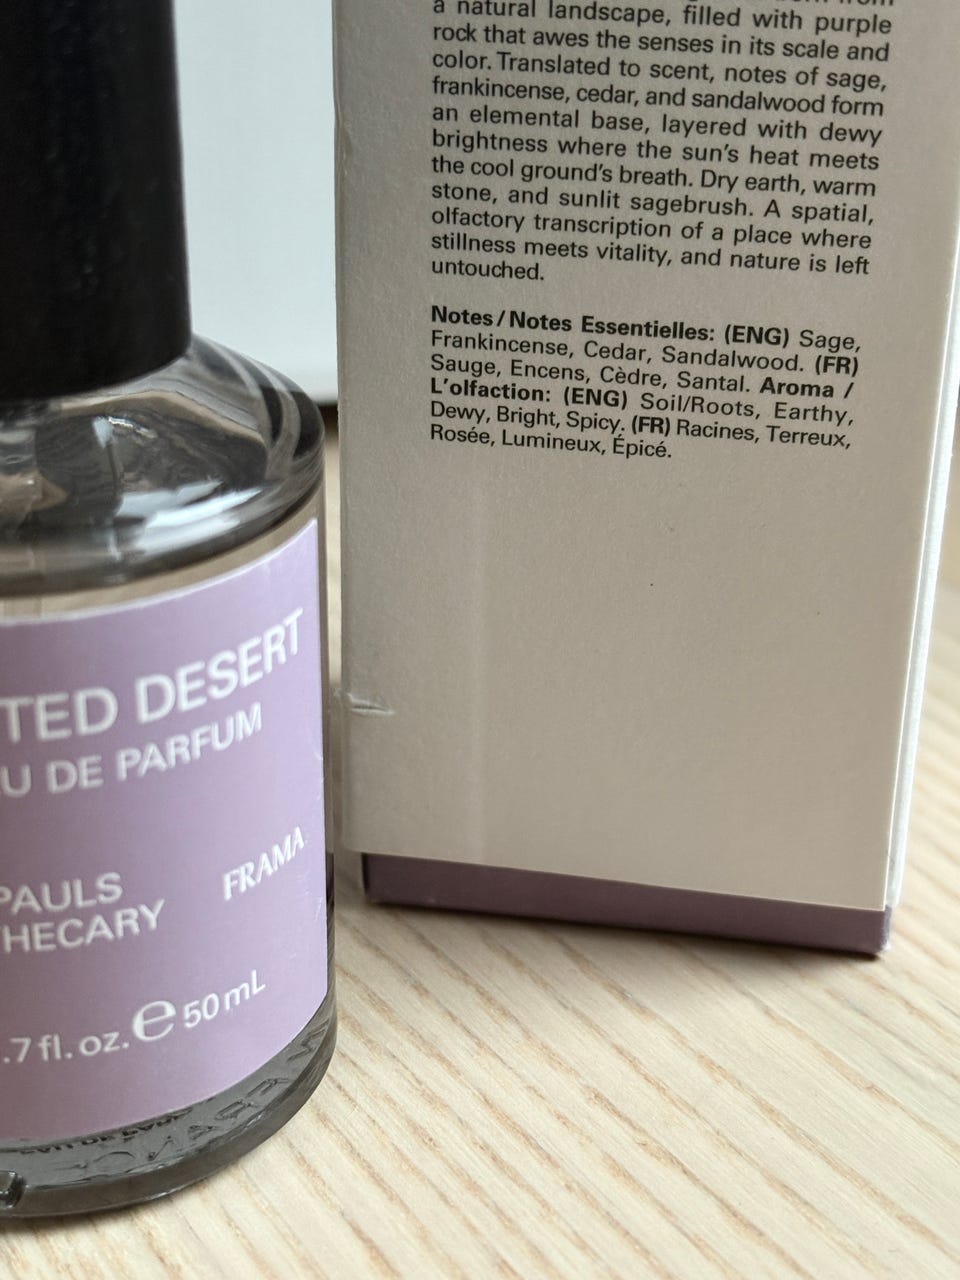 a natural landscape, filled with purple
rock that awes the senses in its scale and
color. Translated to scent, notes of sage,
frankincense, cedar, and sandalwood form
an elemental base, layered with dewy
brightness where the sun's heat meets
the cool ground's breath. Dry earth, warm
stone, and sunlit sagebrush. A spatial,
olfactory transcription of a place where
stillness meets vitality, and nature is left
untouched.
Notes/Notes Essentielles: (ENG) Sage,
Frankincense, Cedar, Sandalwood. (FR)
Sauge, Encens, Cèdre, Santal. Aroma /
L'olfaction: (ENG) Soil/Roots, Earthy,
Dewy, Bright, Spicy. (FR) Racines, Terreux,
Rosée, Lumineux, Épicé.
TED DESERT
U DE PARFUM
PAULS
THECARY
FRAMA
.7 fl. oz. e 50 mL